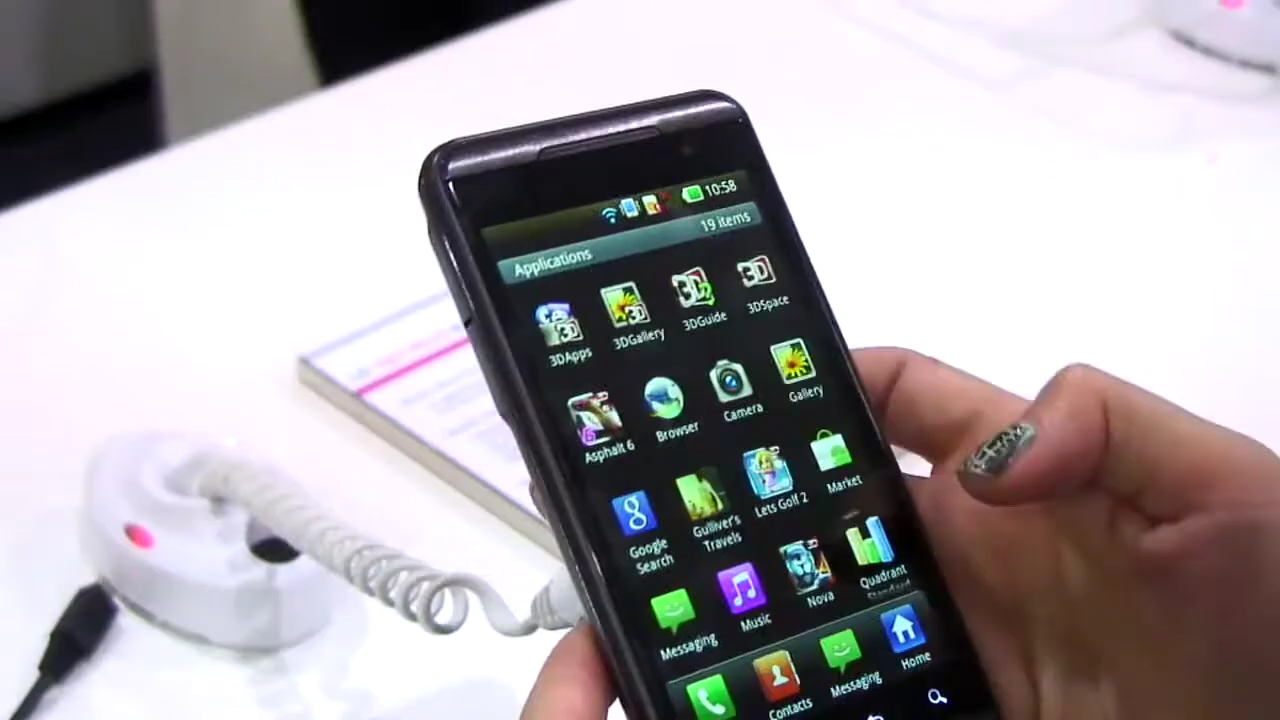 10:58
Applications 19 items
3DApps 3DGallery 3DGuide 3DSpace
Asphalt 6 Browser Camera Gallery
Google Search Gulliver's Travels Lets Golf 2 Market
Messaging Music Nova Quadrant Standard
Contacts Messaging Home